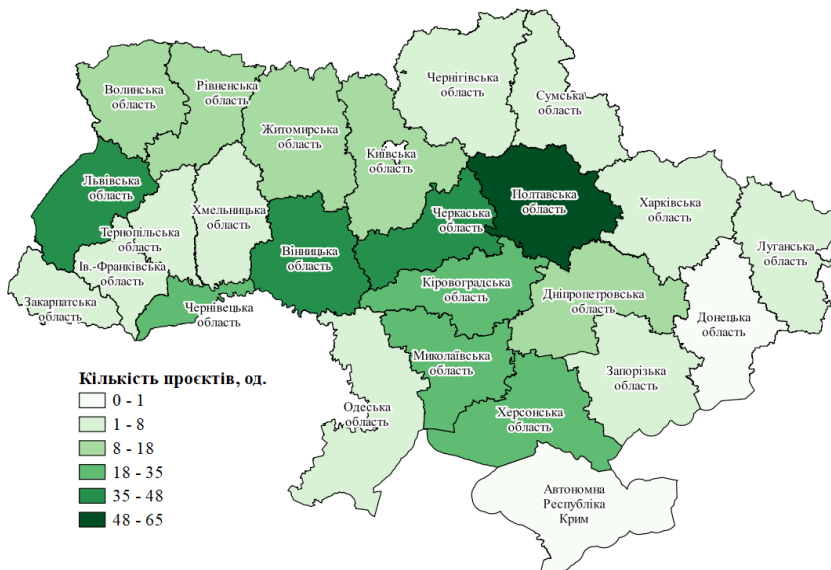 Чернігівська
область
Сумська
область
Волинська
область
Рівненська
область
Житомирська
область
Київська
область
Львівська
область
Полтавська
область
Харківська
область
Черкаська
область
Хмельницька
область
Тернопільська
область
Вінницька
область
Луганська
область
Ів.-Франківська
область
Закарпатська
область
Чернівецька
область
Кіровоградська
область
Дніпропетровська
область
Донецька
область
Миколаївська
область
Запорізька
область
Одеська
область
Херсонська
область
Автономна
Республіка
Крим
Кількість проєктів, од.
0 - 1
1 - 8
8 - 18
18 - 35
35 - 48
48 - 65